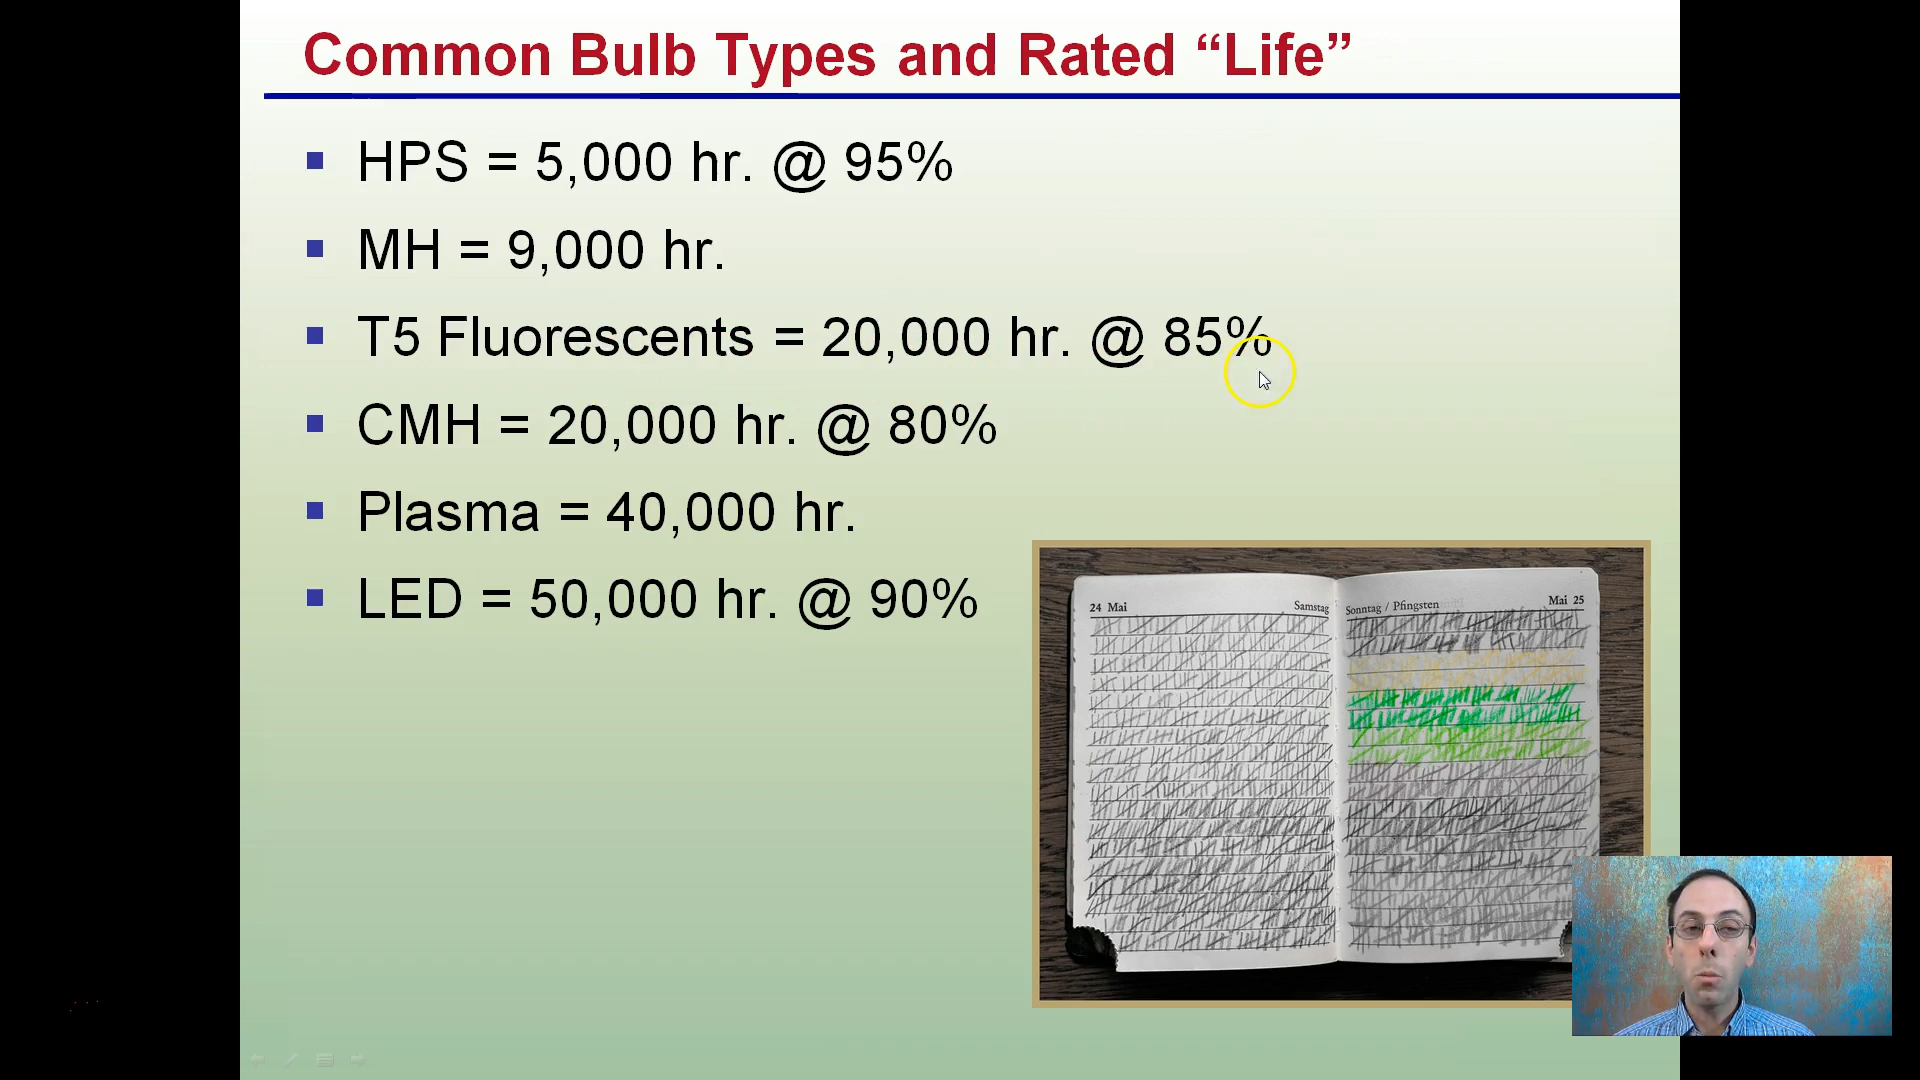 Common Bulb Types and Rated “Life”
HPS = 5,000 hr. @ 95%
MH = 9,000 hr.
T5 Fluorescents = 20,000 hr. @ 85%
CMH = 20,000 hr. @ 80%
Plasma = 40,000 hr.
LED = 50,000 hr. @ 90%
24 Mai Samstag
Sonntag / Pfingsten Mai 25